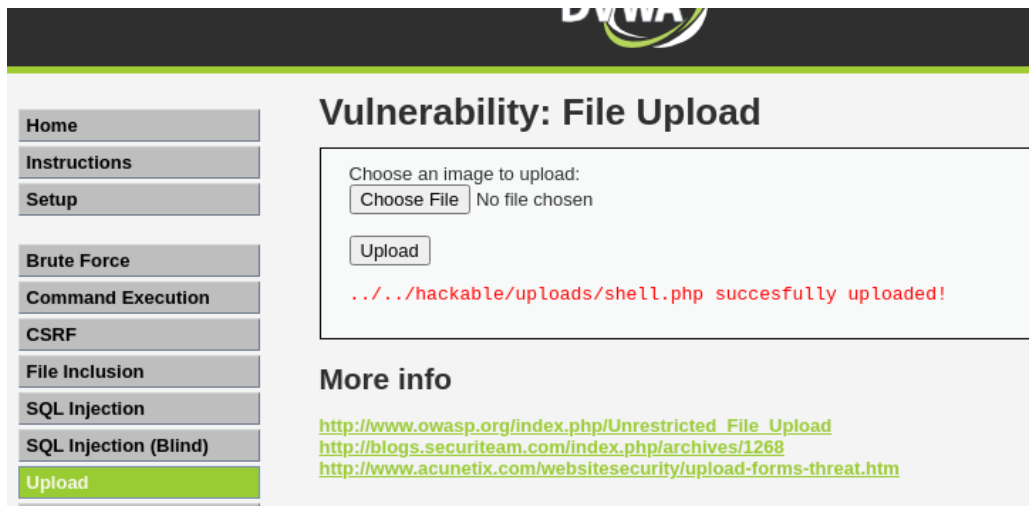 DVWA
Home
Instructions
Setup
Brute Force
Command Execution
CSRF
File Inclusion
SQL Injection
SQL Injection (Blind)
Upload
Vulnerability: File Upload
Choose an image to upload:
Choose File No file chosen
Upload
../../hackable/uploads/shell.php succesfully uploaded!
More info
http://www.owasp.org/index.php/Unrestricted_File_Upload
http://blogs.securiteam.com/index.php/archives/1268
http://www.acunetix.com/websitesecurity/upload-forms-threat.htm